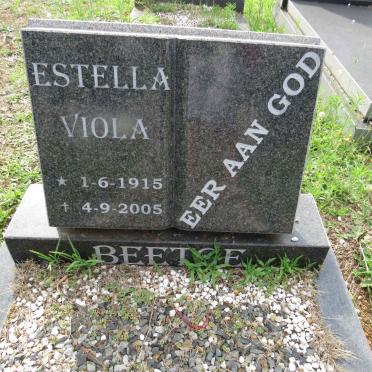 ESTELLA
VIOLA
★ 1-6-1915
✝ 4-9-2005
EER AAN GOD
BEETGE